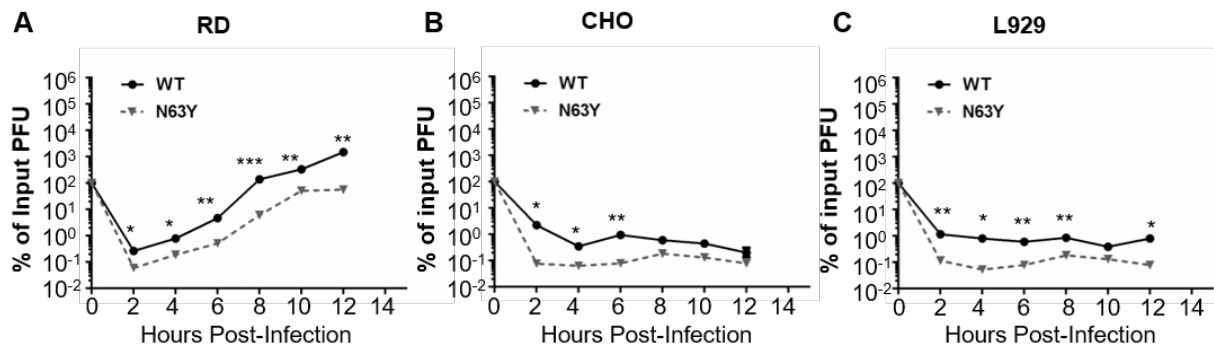 A
RD
WT
N63Y
% of Input PFU
10⁶
10⁵
10⁴
10³
10²
10¹
10⁰
10⁻¹
10⁻²
*
*
**
***
**
**
0 2 4 6 8 10 12 14
Hours Post-Infection
B
CHO
WT
N63Y
% of input PFU
10⁶
10⁵
10⁴
10³
10²
10¹
10⁰
10⁻¹
10⁻²
*
*
**
0 2 4 6 8 10 12 14
Hours Post-Infection
C
L929
WT
N63Y
% of input PFU
10⁶
10⁵
10⁴
10³
10²
10¹
10⁰
10⁻¹
10⁻²
**
*
**
**
*
0 2 4 6 8 10 12 14
Hours Post-Infection